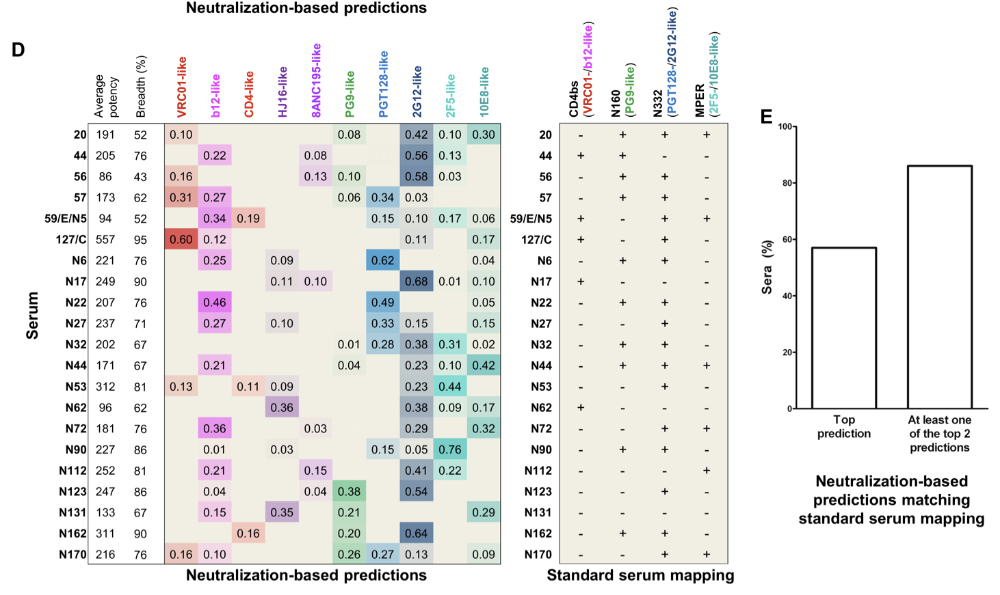 Neutralization-based predictions
D
Average potency
Breadth (%)
VRC01-like
b12-like
CD4-like
HJ16-like
8ANC195-like
PG9-like
PGT128-like
2G12-like
2F5-like
10E8-like
Serum
20 191 52 0.10 0.08 0.42 0.10 0.30
44 205 76 0.22 0.08 0.56 0.13
56 86 43 0.16 0.13 0.10 0.58 0.03
57 173 62 0.31 0.27 0.06 0.34 0.03
59/E/N5 94 52 0.34 0.19 0.15 0.10 0.17 0.06
127/C 557 95 0.60 0.12 0.11 0.17
N6 221 76 0.25 0.09 0.62 0.04
N17 249 90 0.11 0.10 0.68 0.01 0.10
N22 207 76 0.46 0.49 0.05
N27 237 71 0.27 0.10 0.33 0.15 0.15
N32 202 67 0.01 0.28 0.38 0.31 0.02
N44 171 67 0.21 0.04 0.23 0.10 0.42
N53 312 81 0.13 0.11 0.09 0.23 0.44
N62 96 62 0.36 0.38 0.09 0.17
N72 181 76 0.36 0.03 0.29 0.32
N90 227 86 0.01 0.03 0.15 0.05 0.76
N112 252 81 0.21 0.15 0.41 0.22
N123 247 86 0.04 0.04 0.38 0.54
N131 133 67 0.15 0.35 0.21 0.29
N162 311 90 0.16 0.20 0.64
N170 216 76 0.16 0.10 0.26 0.27 0.13 0.09
Neutralization-based predictions
CD4bs
(VRC01-/b12-like)
N160
(PG9-like)
N332
(PGT128-/2G12-like)
MPER
(2F5-/10E8-like)
20 - + + +
44 + + - -
56 - + + -
57 - + + -
59/E/N5 + - + +
127/C + - + -
N6 - + + -
N17 + - - -
N22 - + + -
N27 - - + -
N32 - + + -
N44 - + + +
N53 - - + -
N62 + - - -
N72 - - + +
N90 - + + -
N112 - - - +
N123 - - + -
N131 - - - -
N162 - + + -
N170 - - + +
Standard serum mapping
E
Sera (%)
100
80
60
40
20
0
Top
prediction
At least one
of the top 2
predictions
Neutralization-based
predictions matching
standard serum mapping